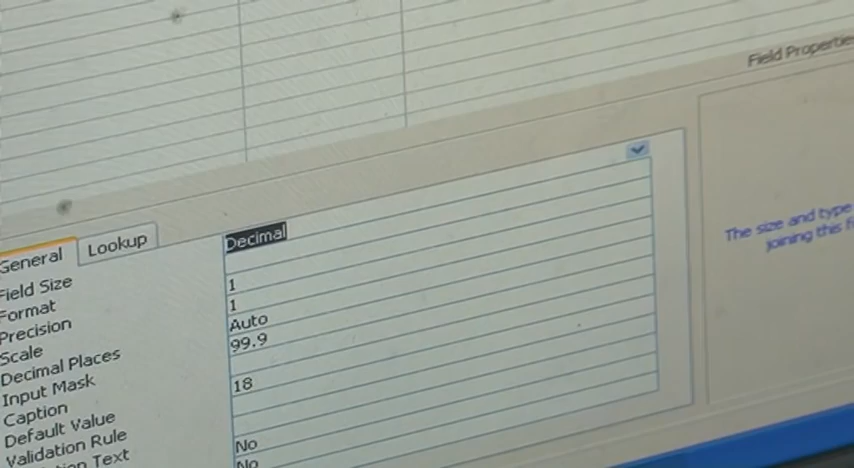 Field Properties
General
Lookup
Field Size
Decimal
Format
Precision
1
Scale
1
Decimal Places
Auto
Input Mask
99.9
Caption
Default Value
18
Validation Rule
Text
No
No
The size and type
joining this